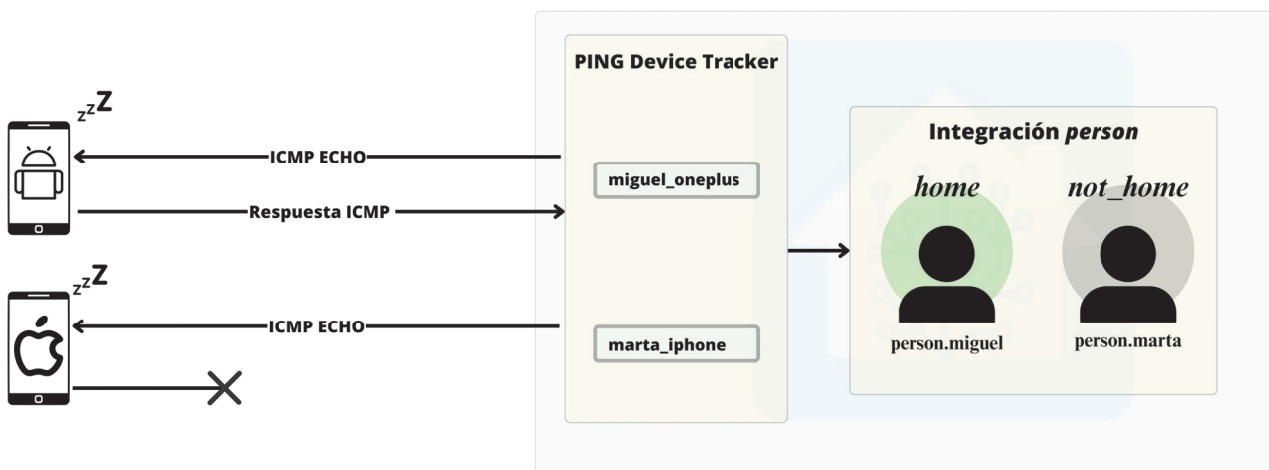 PING Device Tracker
zzZ
ICMP ECHO
miguel_oneplus
Respuesta ICMP
zzZ
ICMP ECHO
marta_iphone
Integración person
home
not_home
person.miguel
person.marta